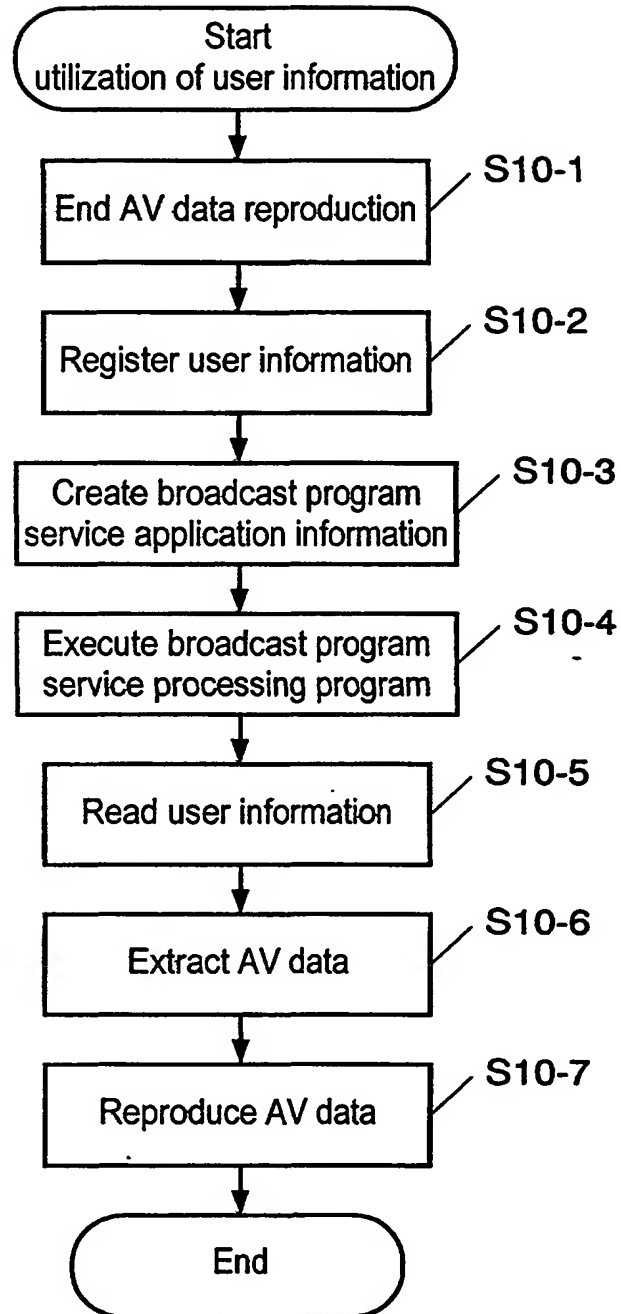 Start
utilization of user information
S10-1
End AV data reproduction
S10-2
Register user information
S10-3
Create broadcast program
service application information
S10-4
Execute broadcast program
service processing program
S10-5
Read user information
S10-6
Extract AV data
S10-7
Reproduce AV data
End